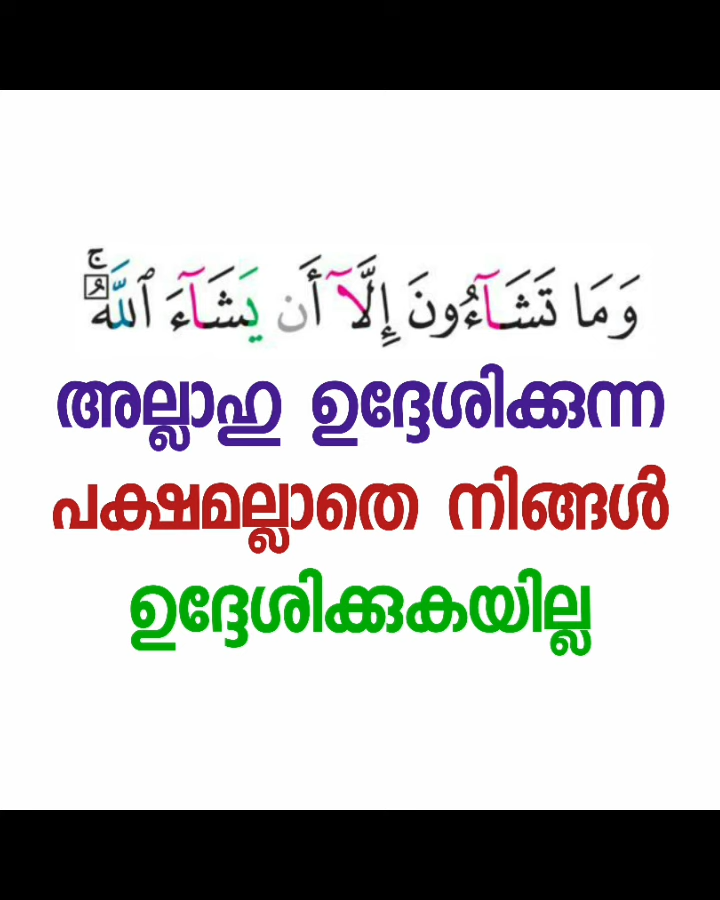 وَمَا تَشَآءُونَ إِلَّآ أَن يَشَآءَ ٱللَّهُ ۚ
അല്ലാഹു ഉദ്ദേശിക്കുന്ന
പക്ഷമല്ലാതെ നിങ്ങൾ
ഉദ്ദേശിക്കുകയില്ല